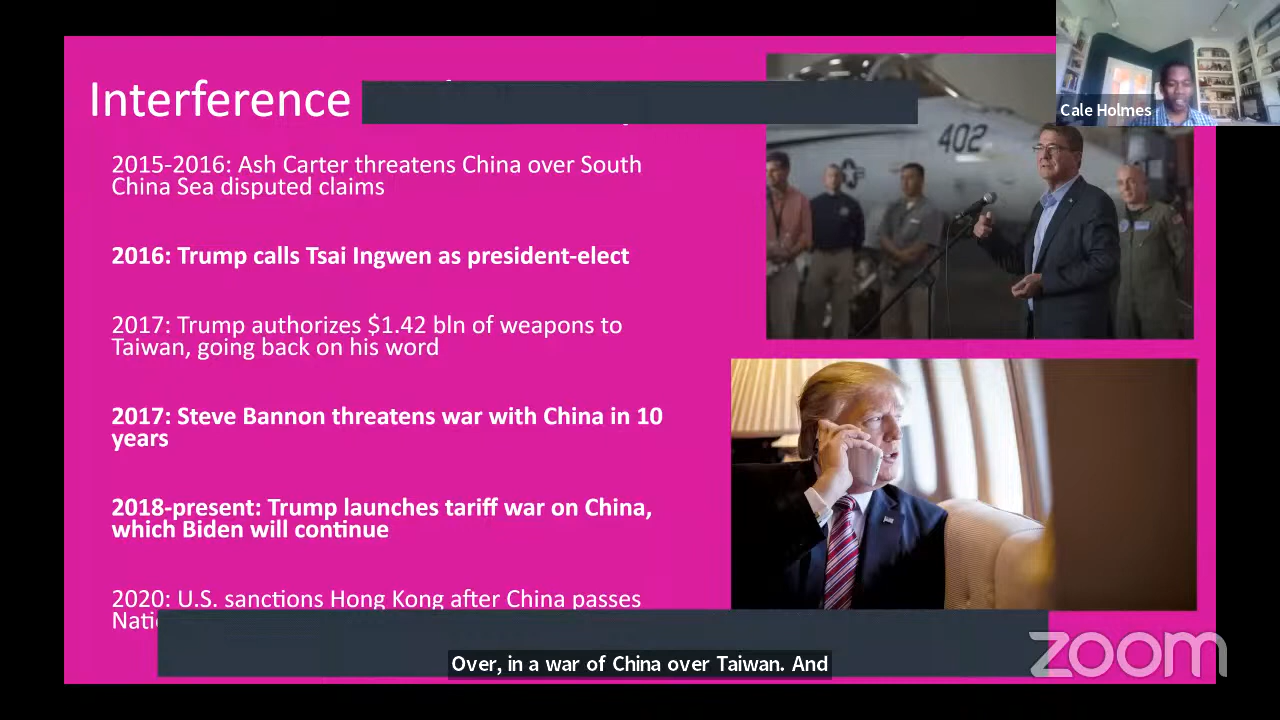 Interference
Cale Holmes
402
2015-2016: Ash Carter threatens China over South
China Sea disputed claims
2016: Trump calls Tsai Ingwen as president-elect
2017: Trump authorizes $1.42 bln of weapons to
Taiwan, going back on his word
2017: Steve Bannon threatens war with China in 10
years
2018-present: Trump launches tariff war on China,
which Biden will continue
2020: U.S. sanctions Hong Kong after China passes
Over, in a war of China over Taiwan. And
zoom